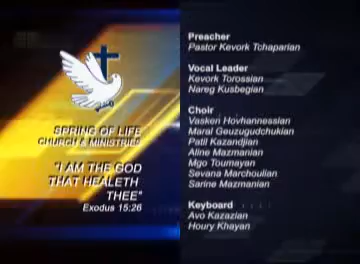 SPRING OF LIFE
CHURCH & MINISTRIES
"I AM THE GOD
THAT HEALETH
THEE"
Exodus 15:26
Preacher
Pastor Kevork Tchaparian
Vocal Leader
Kevork Torossian
Nareg Kusbegian
Choir
Vasken Hovhannessian
Maral Geuzugudchukian
Patil Kazandjian
Aline Mazmanian
Mgo Toumayan
Sevana Marchoulian
Sarine Mazmanian
Keyboard
Avo Kazazian
Houry Khayan